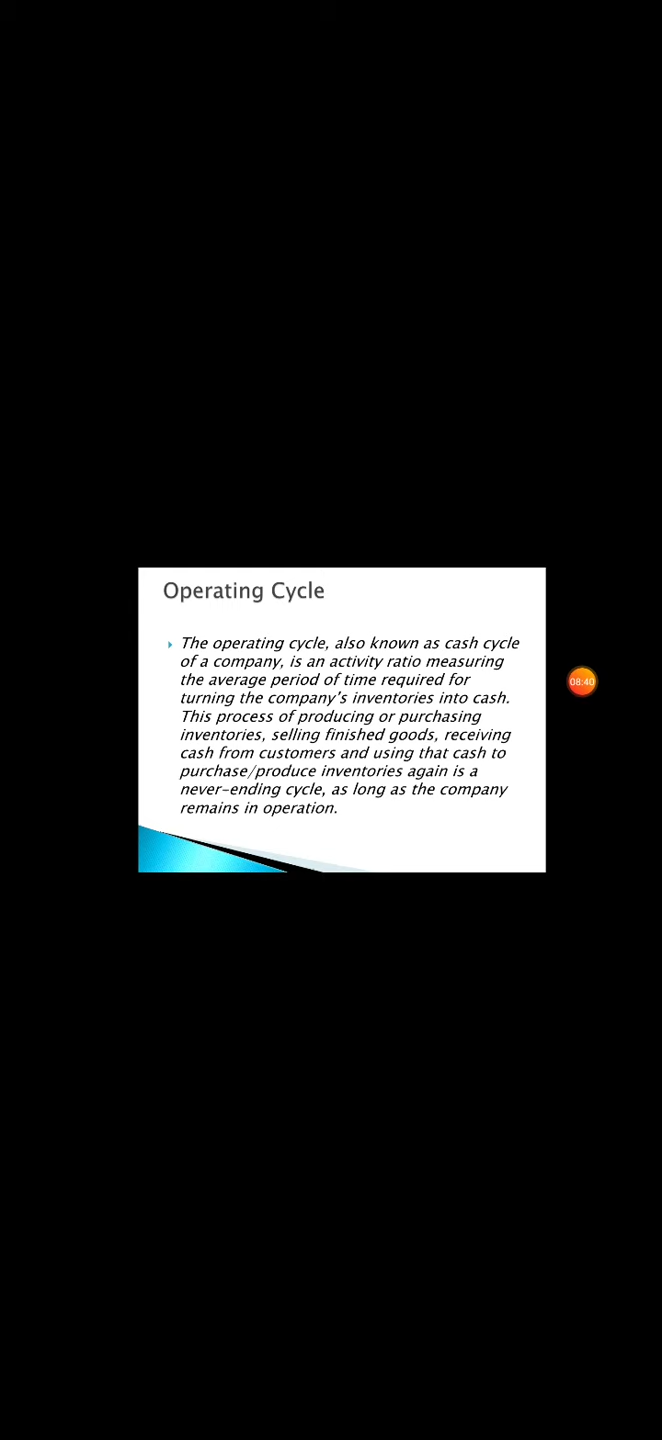 Operating Cycle
The operating cycle, also known as cash cycle
of a company, is an activity ratio measuring
the average period of time required for
turning the company's inventories into cash.
This process of producing or purchasing
inventories, selling finished goods, receiving
cash from customers and using that cash to
purchase/produce inventories again is a
never-ending cycle, as long as the company
remains in operation.
08:40